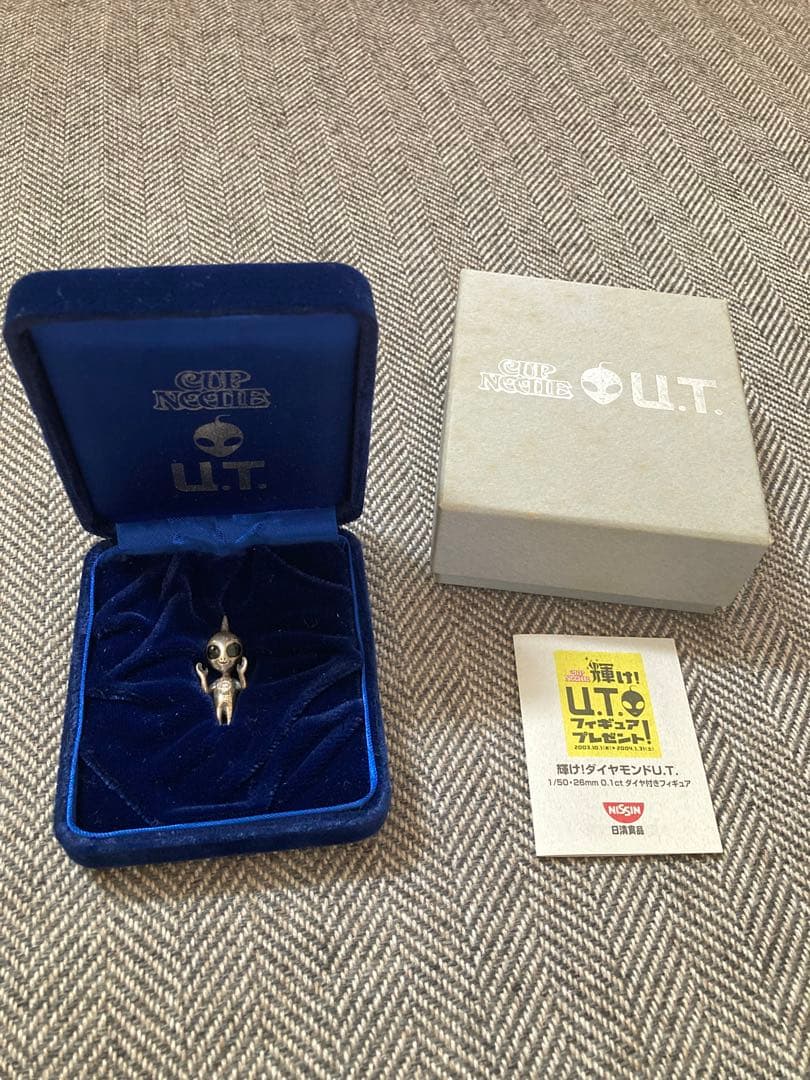 CUP
NOODLE
U.T.
CUP
NOODLE
U.T.
CUP
NOODLE
輝け!
U.T.
フィギュア
プレゼント!
2003.10.1(水)▸2004.1.31(土)
輝け!ダイヤモンドU.T.
1/50・26mm 0.1ct ダイヤ付きフィギュア
NISSIN
日清食品